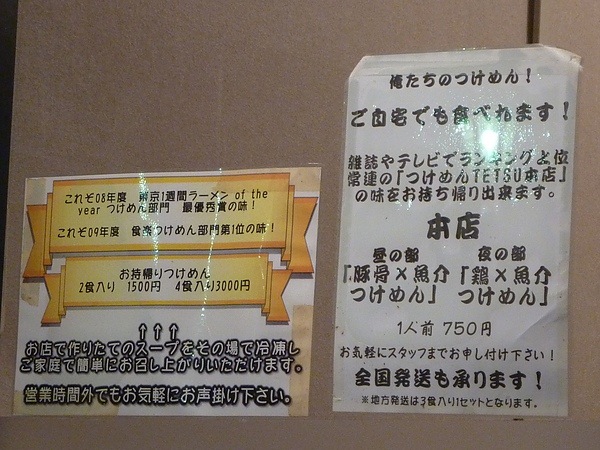 これぞ08年度 東京1週間ラーメン of the
year つけめん部門 最優秀賞の味!
これぞ09年度 食楽つけめん部門第1位の味!
お持帰りつけめん
2食入り 1500円 4食入り3000円
↑↑↑
お店で作りたてのスープをその場で冷凍し
ご家庭で簡単にお召し上がりいただけます。
営業時間外でもお気軽にお声掛け下さい。
俺たちのつけめん!
ご自宅でも食べれます!
雑誌やテレビでランキング上位
常連の「つけめんTETSU本店」
の味をお持ち帰り出来ます。
本店
昼の部 夜の部
「豚骨×魚介 「鶏×魚介
つけめん」 つけめん」
1人前 750円
お気軽にスタッフまでお申し付け下さい!
全国発送も承ります!
※地方発送は3食入り1セットとなります。